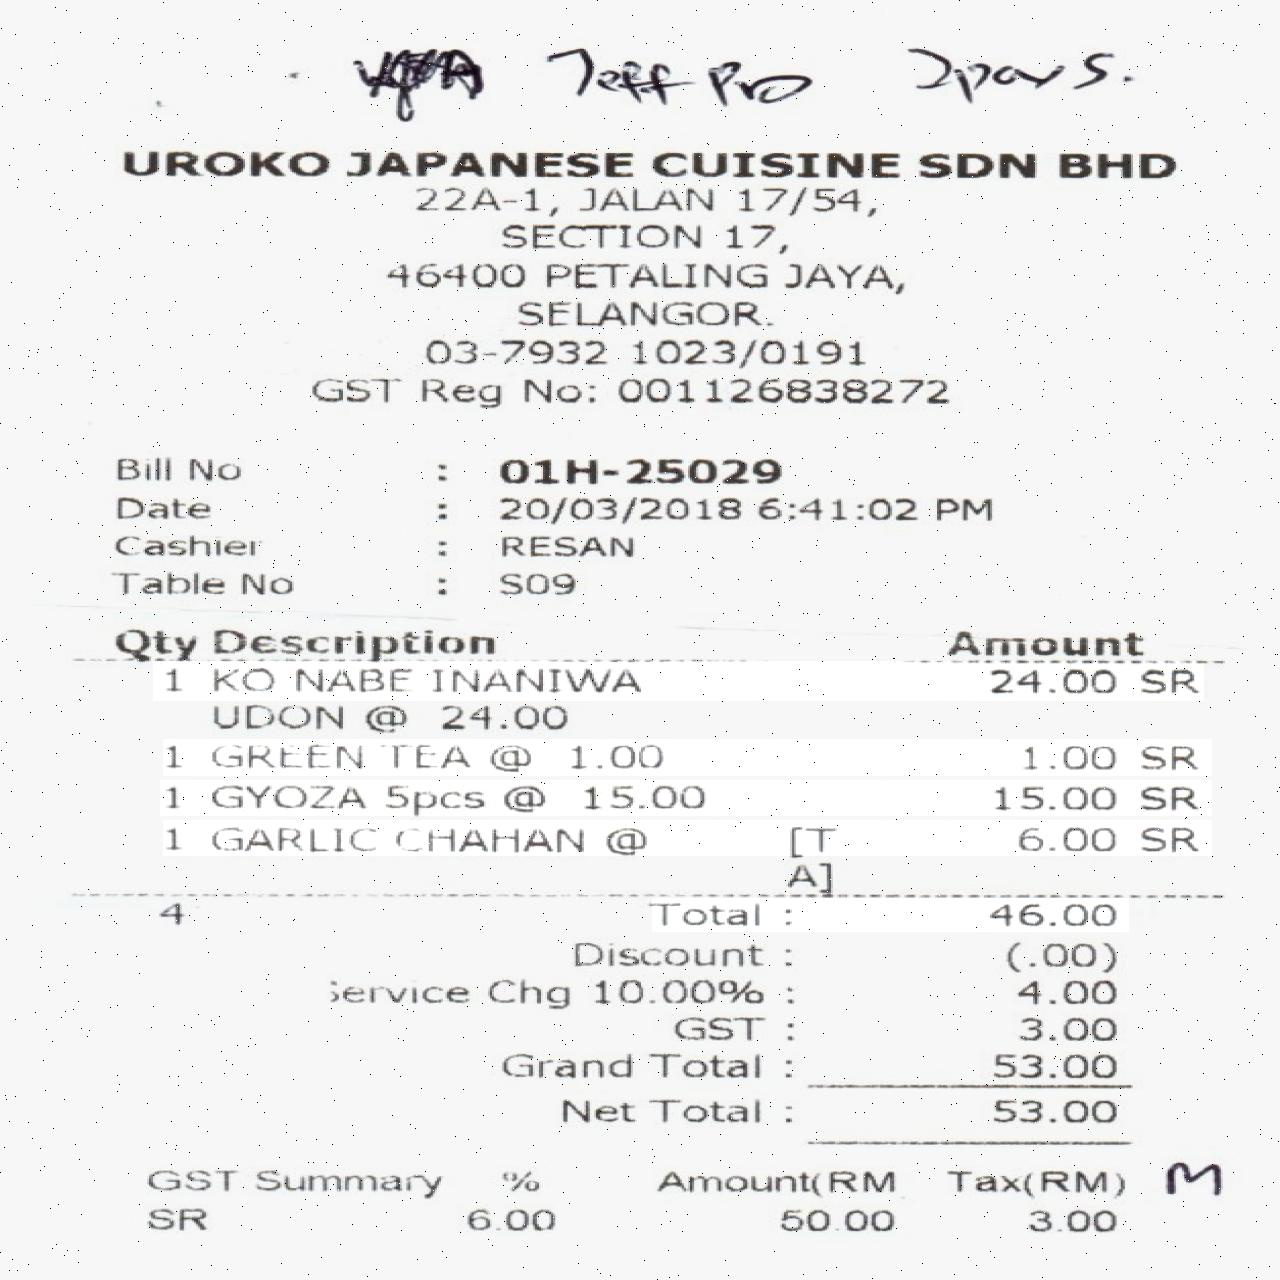 Jeff Pro
UROKO JAPANESE CUISINE SDN BHD
22A-1, JALAN 17/54,
SECTION 17,
46400 PETALING JAYA,
SELANGOR.
03-7932 1023/0191
GST Reg No: 001126838272
Bill No : 01H-25029
Date : 20/03/2018 6:41:02 PM
Cashier : RESAN
Table No : S09
Qty Description Amount
1 KO NABE INANIWA 24.00 SR
UDON @ 24.00
1 GREEN TEA @ 1.00 1.00 SR
1 GYOZA 5pcs @ 15.00 15.00 SR
1 GARLIC CHAHAN @ [T 6.00 SR
A]
4 Total : 46.00
Discount : (.00)
Service Chg 10.00% : 4.00
GST : 3.00
Grand Total : 53.00
Net Total : 53.00
GST Summary % Amount(RM Tax(RM) M
SR 6.00 50.00 3.00